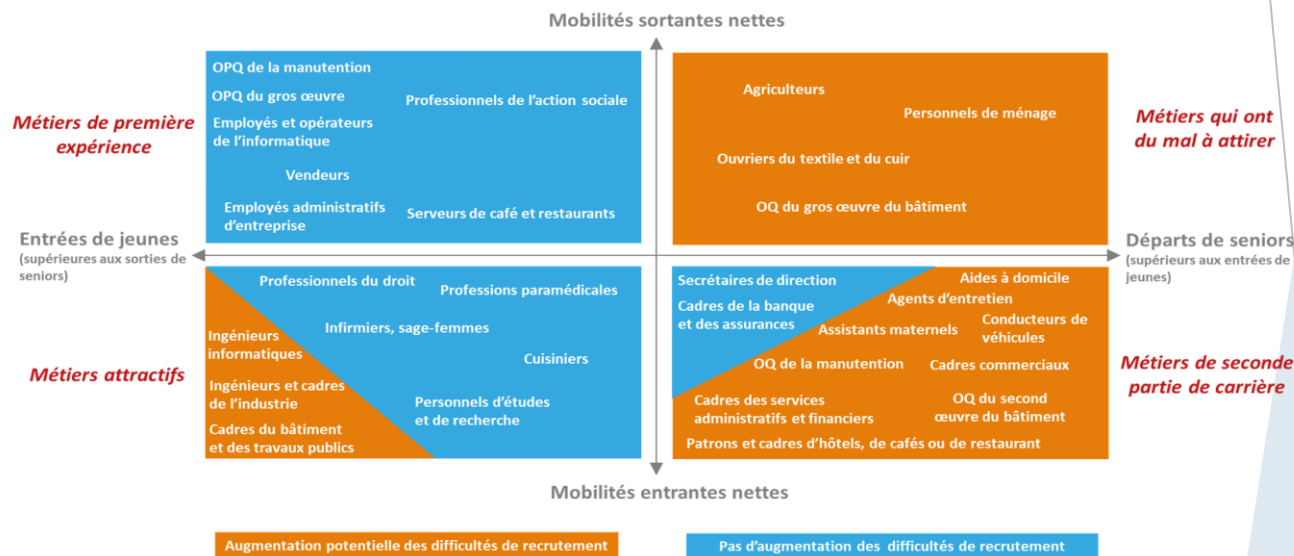 Mobilités sortantes nettes
Métiers de première
expérience
OPQ de la manutention
OPQ du gros œuvre
Professionnels de l'action sociale
Employés et opérateurs
de l'informatique
Vendeurs
Employés administratifs
d'entreprise
Serveurs de café et restaurants
Agriculteurs
Personnels de ménage
Ouvriers du textile et du cuir
OQ du gros œuvre du bâtiment
Métiers qui ont
du mal à attirer
Entrées de jeunes
(supérieures aux sorties de
seniors)
Départs de seniors
(supérieurs aux entrées de
jeunes)
Métiers attractifs
Professionnels du droit
Professions paramédicales
Infirmiers, sage-femmes
Ingénieurs
informatiques
Cuisiniers
Ingénieurs et cadres
de l'industrie
Personnels d'études
et de recherche
Cadres du bâtiment
et des travaux publics
Secrétaires de direction
Cadres de la banque
et des assurances
Aides à domicile
Agents d'entretien
Assistants maternels
Conducteurs de
véhicules
OQ de la manutention
Cadres commerciaux
Cadres des services
administratifs et financiers
OQ du second
œuvre du bâtiment
Patrons et cadres d'hôtels, de cafés ou de restaurant
Métiers de seconde
partie de carrière
Mobilités entrantes nettes
Augmentation potentielle des difficultés de recrutement
Pas d'augmentation des difficultés de recrutement